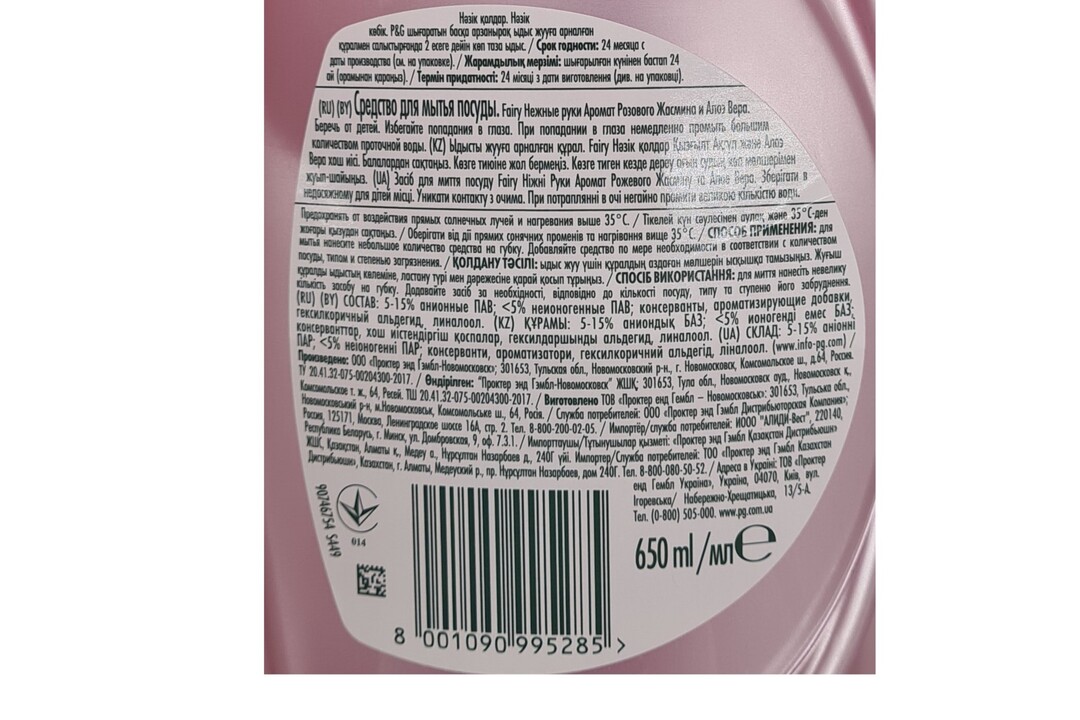 Нәзік қолдар. Нәзік
көбік. P&G шығаратын басқа арзанырақ ыдыс жууға арналған
құралмен салыстырғанда 2 есеге дейін көп таза ыдыс. / Срок годности: 24 месяца с
даты производства (см. на упаковке). / Жарамдылық мерзімі: шығарылған күнінен бастап 24
ай (орамынан қараңыз). / Термін придатності: 24 місяці з дати виготовлення (див. на упаковці).
(RU) (BY) Средство для мытья посуды. Fairy Нежные руки Аромат Розового Жасмина и Алоэ Вера.
Беречь от детей. Избегайте попадания в глаза. При попадании в глаза немедленно промыть большим
количеством проточной воды. (KZ) Ыдысты жууға арналған құрал. Fairy Нәзік қолдар Қызғылт Ақгүл және Алоэ
Вера хош иісі. Балалардан сақтаңыз. Көзге тиюіне жол бермеңіз. Көзге тиген кезде дереу ағын судың көп мөлшерімен
жуып-шайыңыз. (UA) Засіб для миття посуду Fairy Ніжні Руки Аромат Рожевого Жасміну та Алое Вера. Зберігати в
недосяжному для дітей місці. Уникати контакту з очима. При потраплянні в очі негайно промити великою кількістю води.
Предохранять от воздействия прямых солнечных лучей и нагревания выше 35°C. / Тікелей күн сәулесінен аулақ және 35°C-ден
жоғары қызудан сақтаңыз. / Оберігати від дії прямих сонячних променів та нагрівання вище 35°C. / СПОСОБ ПРИМЕНЕНИЯ: для
мытья нанесите небольшое количество средства на губку. Добавляйте средство по мере необходимости в соответствии с количеством
посуды, типом и степенью загрязнения. / ҚОЛДАНУ ТӘСІЛІ: ыдыс жуу үшін құралдың аздаған мөлшерін ысқышқа тамызыңыз. Жуғыш
құралды ыдыстың көлеміне, ластану түрі мен дәрежесіне қарай қосып тұрыңыз. / СПОСІБ ВИКОРИСТАННЯ: для миття нанесіть невелику
кількість засобу на губку. Додавайте засіб за необхідності, відповідно до кількості посуду, типу та ступеню його забруднення.
(RU) (BY) СОСТАВ: 5-15% анионные ПАВ; <5% неионогенные ПАВ; консерванты, ароматизирующие добавки,
гексилкоричный альдегид, линалоол. (KZ) ҚҰРАМЫ: 5-15% аниондық БАЗ; <5% ионогенді емес БАЗ;
консерванттар, хош иістендіргіш қоспалар, гексилдаршынды альдегид, линалоол. (UA) СКЛАД: 5-15% аніонні
ПАР; <5% неіоногенні ПАР; консерванти, ароматизатори, гексилкоричний альдегід, ліналоол. (www.info-pg.com) /
Произведено: ООО «Проктер энд Гэмбл-Новомосковск»; 301653, Тульская обл., Новомосковский р-н, г. Новомосковск, Комсомольское ш., д.64, Россия.
ТУ 20.41.32-075-00204300-2017. / Өндірілген: "Проктер энд Гэмбл-Новомосковск" ЖШҚ; 301653, Тула обл., Новомосковск ауд., Новомосковск қ.,
Комсомольское т. ж., 64, Ресей. ТШ 20.41.32-075-00204300-2017. / Виготовлено ТОВ «Проктер енд Гембл – Новомосковськ»: 301653, Тульська обл.,
Новомосковський р-н, м.Новомосковськ, Комсомольське ш., 64, Росія. / Служба потребителей: ООО «Проктер энд Гэмбл Дистрибьюторская Компания»;
Россия, 125171, Москва, Ленинградское шоссе 16А, стр. 2. Тел. 8-800-200-02-05. / Импортёр/служба потребителей: ИООО "АЛИДИ-Вест", 220140,
Республика Беларусь, г. Минск, ул. Домбровская, 9, оф. 7.3.1. / Импорттаушы/Тұтынушылар қызметі: «Проктер энд Гэмбл Қазақстан Дистрибьюшн»
ЖШС, Қазақстан, Алматы қ., Медеу а., Нұрсұлтан Назарбаев д., 240Г үйі. Импортер/Служба потребителей: ТОО «Проктер энд Гэмбл Казахстан
Дистрибьюшн», Казахстан, г. Алматы, Медеуский р., пр. Нұрсұлтан Назарбаев, дом 240Г. Тел. 8-800-080-50-52. / Адреса в Україні: ТОВ «Проктер
енд Гембл Україна», Україна, 04070, Київ, вул.
Ігоревська/ Набережно-Хрещатицька, 13/5-А.
Тел. (0-800) 505-000. www.pg.com.ua
90746754 S449
014
650 ml/мл e
8 001090 995285 >